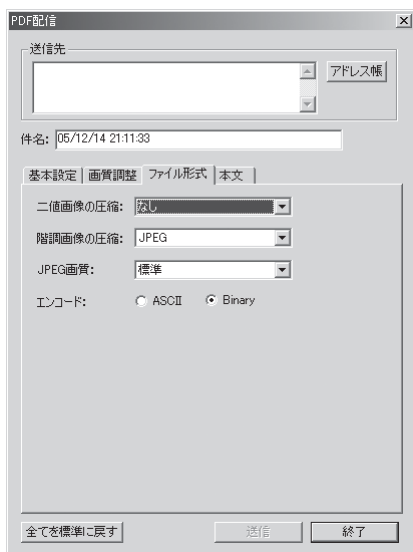 PDF配信
送信先
アドレス帳
件名: 05/12/14 21:11:33
基本設定 画質調整 ファイル形式 本文
二値画像の圧縮: なし
階調画像の圧縮: JPEG
JPEG画質: 標準
エンコード: ASCII Binary
全てを標準に戻す 送信 終了